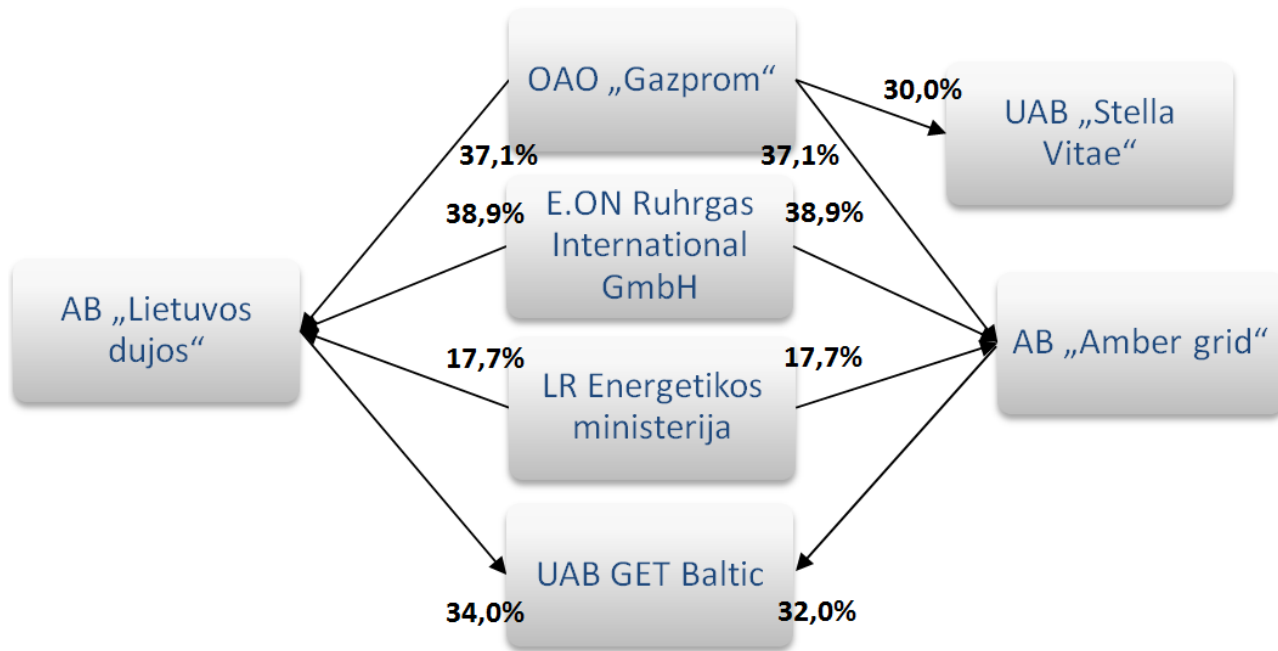 OAO „Gazprom“
30,0%
UAB „Stella
Vitae“
37,1%
37,1%
38,9%
E.ON Ruhrgas
International
GmbH
38,9%
AB „Lietuvos
dujos“
AB „Amber grid“
17,7%
LR Energetikos
ministerija
17,7%
UAB GET Baltic
34,0%
32,0%